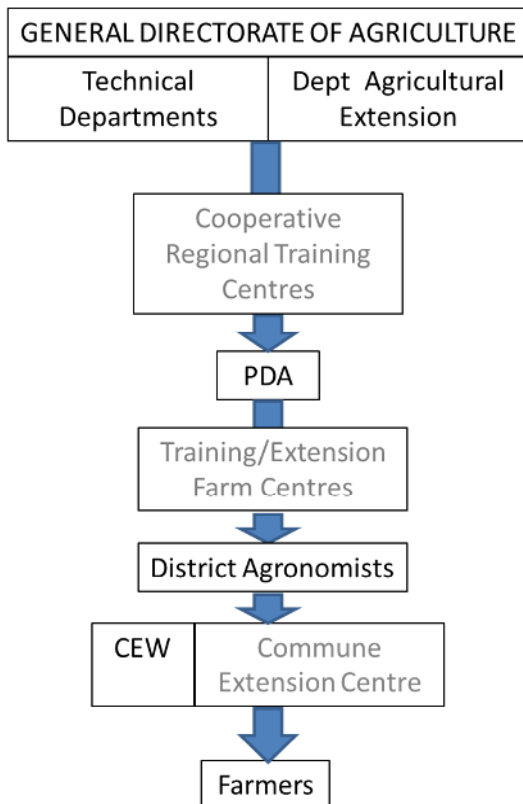 GENERAL DIRECTORATE OF AGRICULTURE
Technical
Departments
Dept Agricultural
Extension
Cooperative
Regional Training
Centres
PDA
Training/Extension
Farm Centres
District Agronomists
CEW
Commune
Extension Centre
Farmers